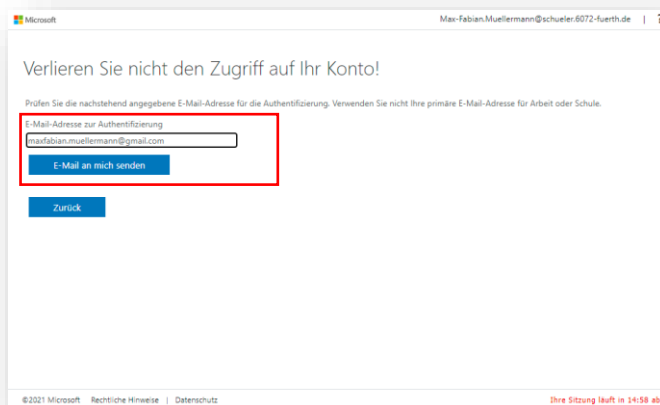 Microsoft
Max-Fabian.Muellermann@schueler.6072-fuerth.de | ?
Verlieren Sie nicht den Zugriff auf Ihr Konto!
Prüfen Sie die nachstehend angegebene E-Mail-Adresse für die Authentifizierung. Verwenden Sie nicht Ihre primäre E-Mail-Adresse für Arbeit oder Schule.
E-Mail-Adresse zur Authentifizierung
maxfabian.muellermann@gmail.com
E-Mail an mich senden
Zurück
©2021 Microsoft Rechtliche Hinweise | Datenschutz
Ihre Sitzung läuft in 14:58 ab